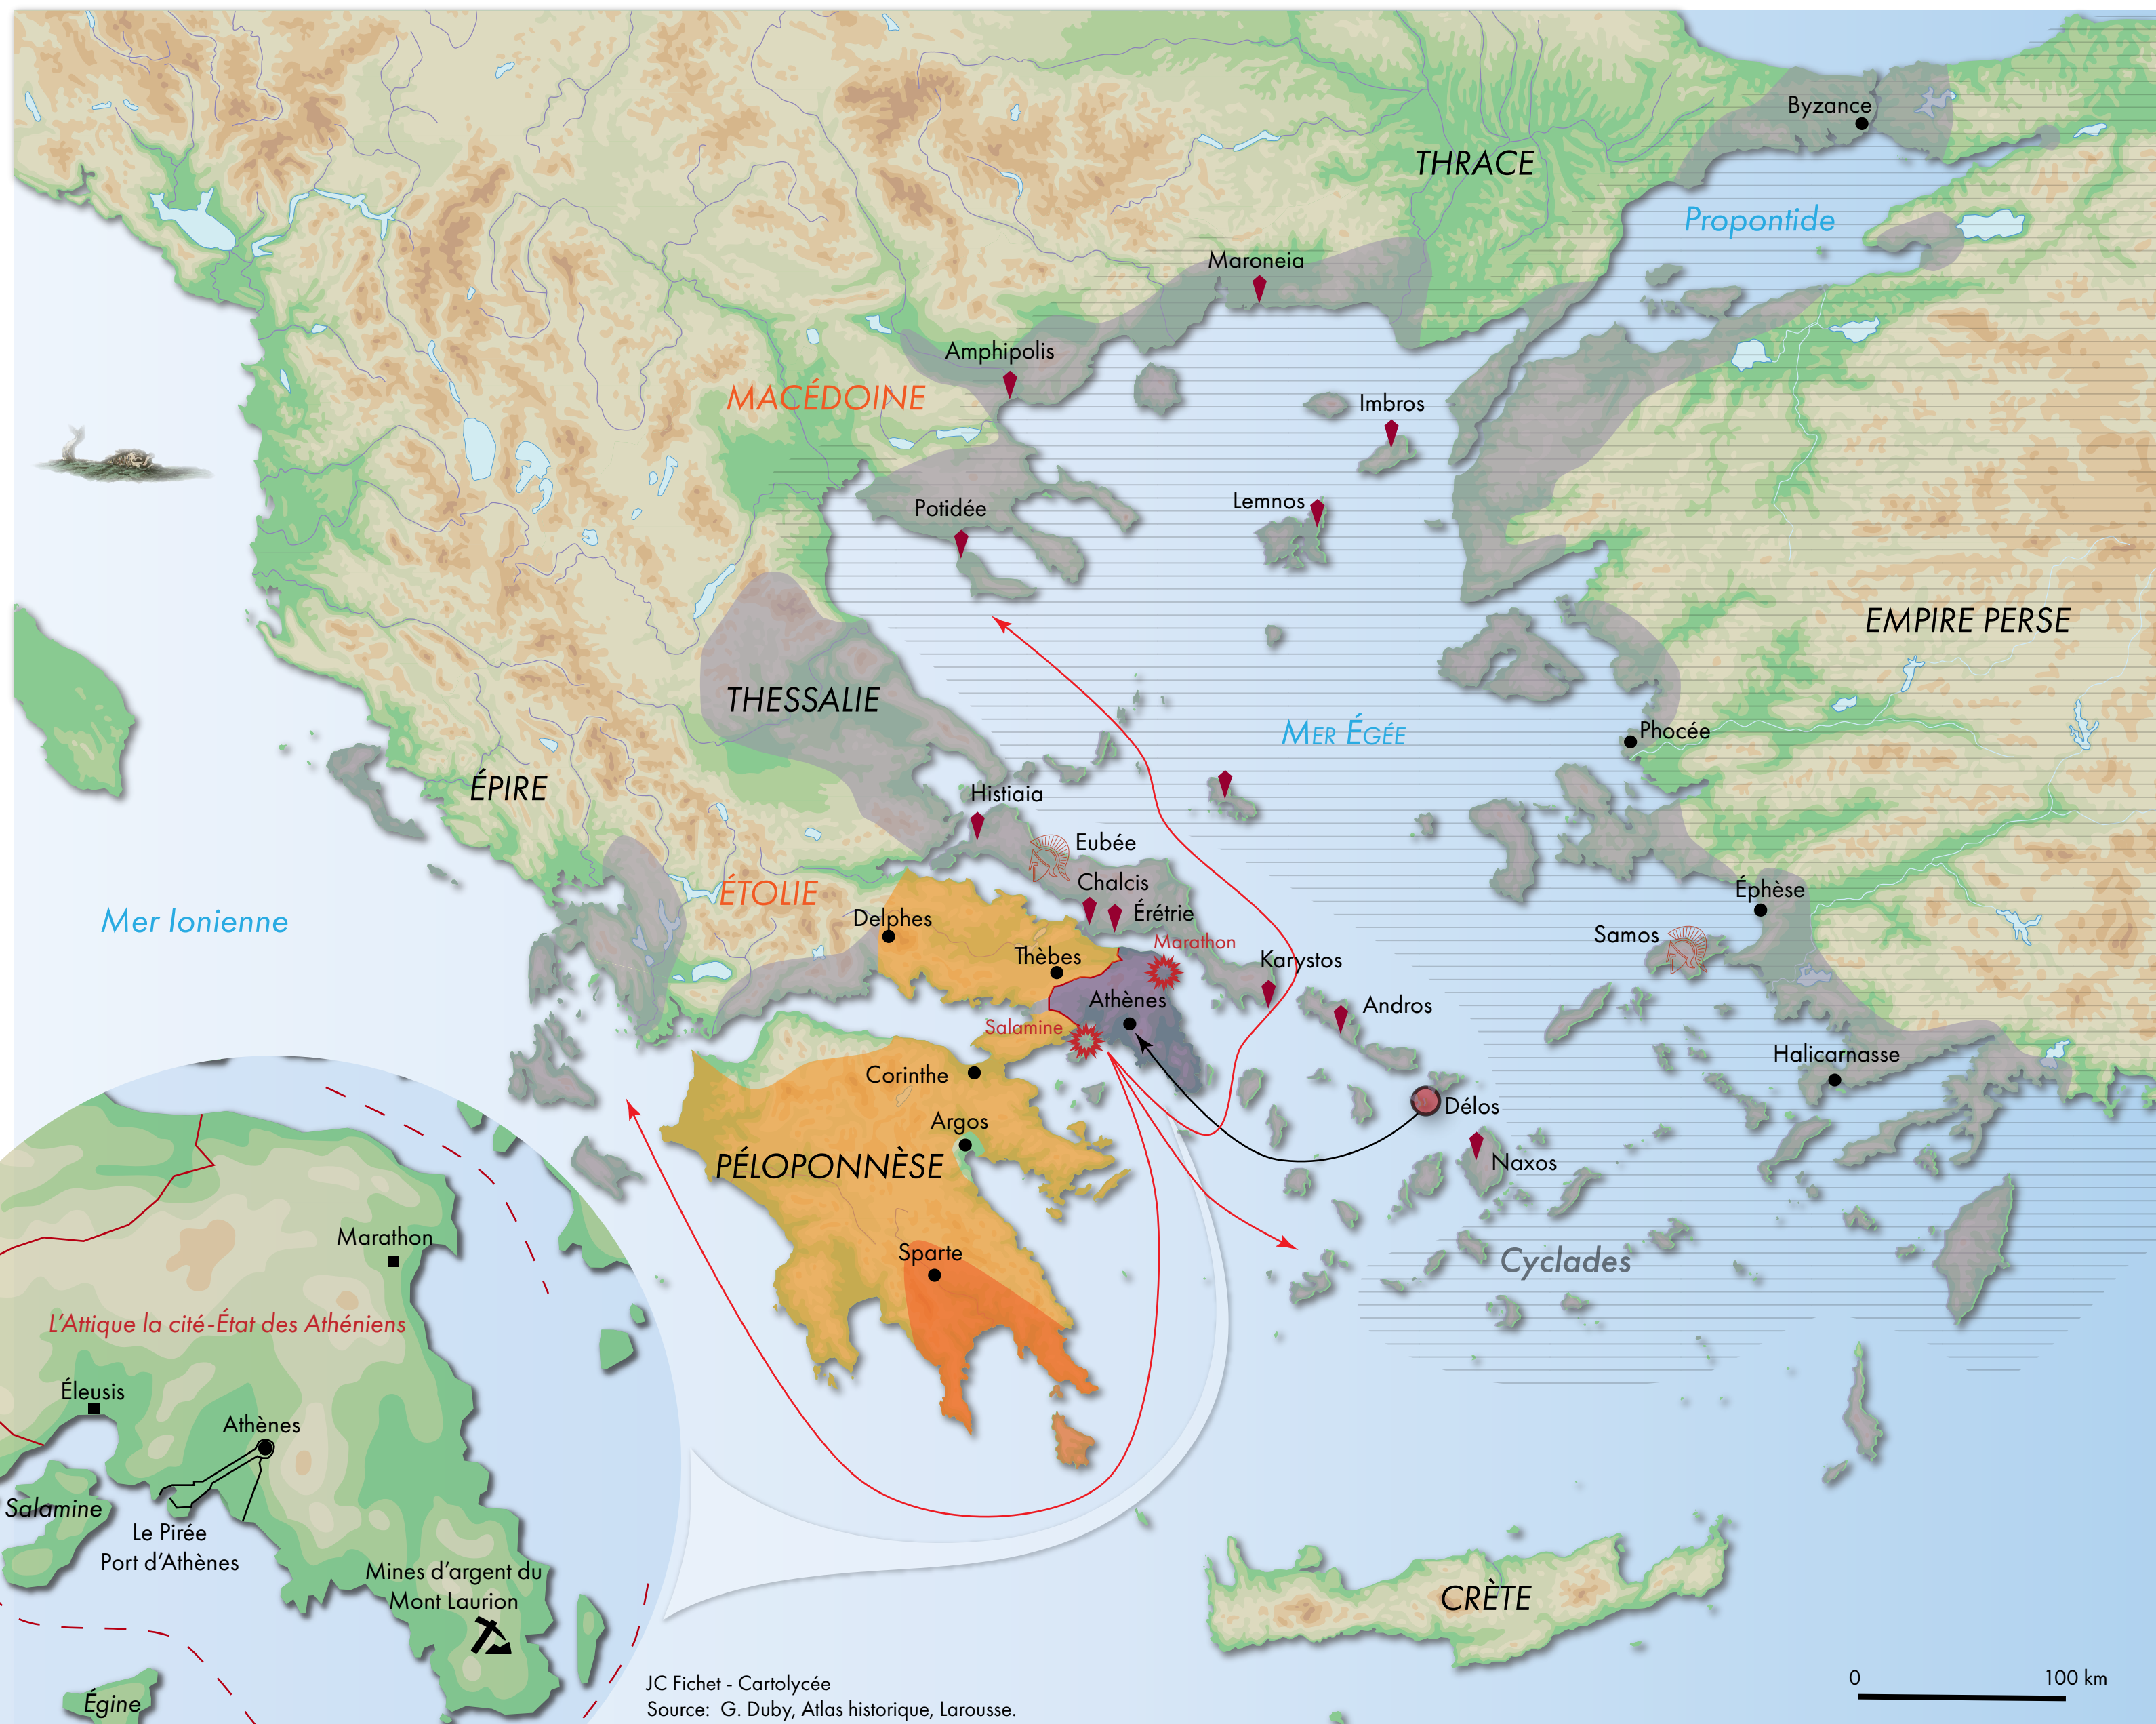 Byzance
THRACE
Propontide
Maroneia
Amphipolis
MACÉDOINE
Imbros
Lemnos
Potidée
EMPIRE PERSE
THESSALIE
MER ÉGÉE
Phocée
ÉPIRE
Histiaia
Eubée
Chalcis
ÉTOLIE
Éphèse
Delphes
Érétrie
Mer Ionienne
Samos
Marathon
Thèbes
Karystos
Athènes
Andros
Salamine
Halicarnasse
Corinthe
Délos
Argos
PÉLOPONNÈSE
Naxos
Sparte
Cyclades
Marathon
L'Attique la cité-État des Athéniens
Éleusis
Athènes
Salamine
Le Pirée
Port d'Athènes
Mines d'argent du
Mont Laurion
Égine
CRÈTE
JC Fichet - Cartolycée
Source: G. Duby, Atlas historique, Larousse.
0 100 km